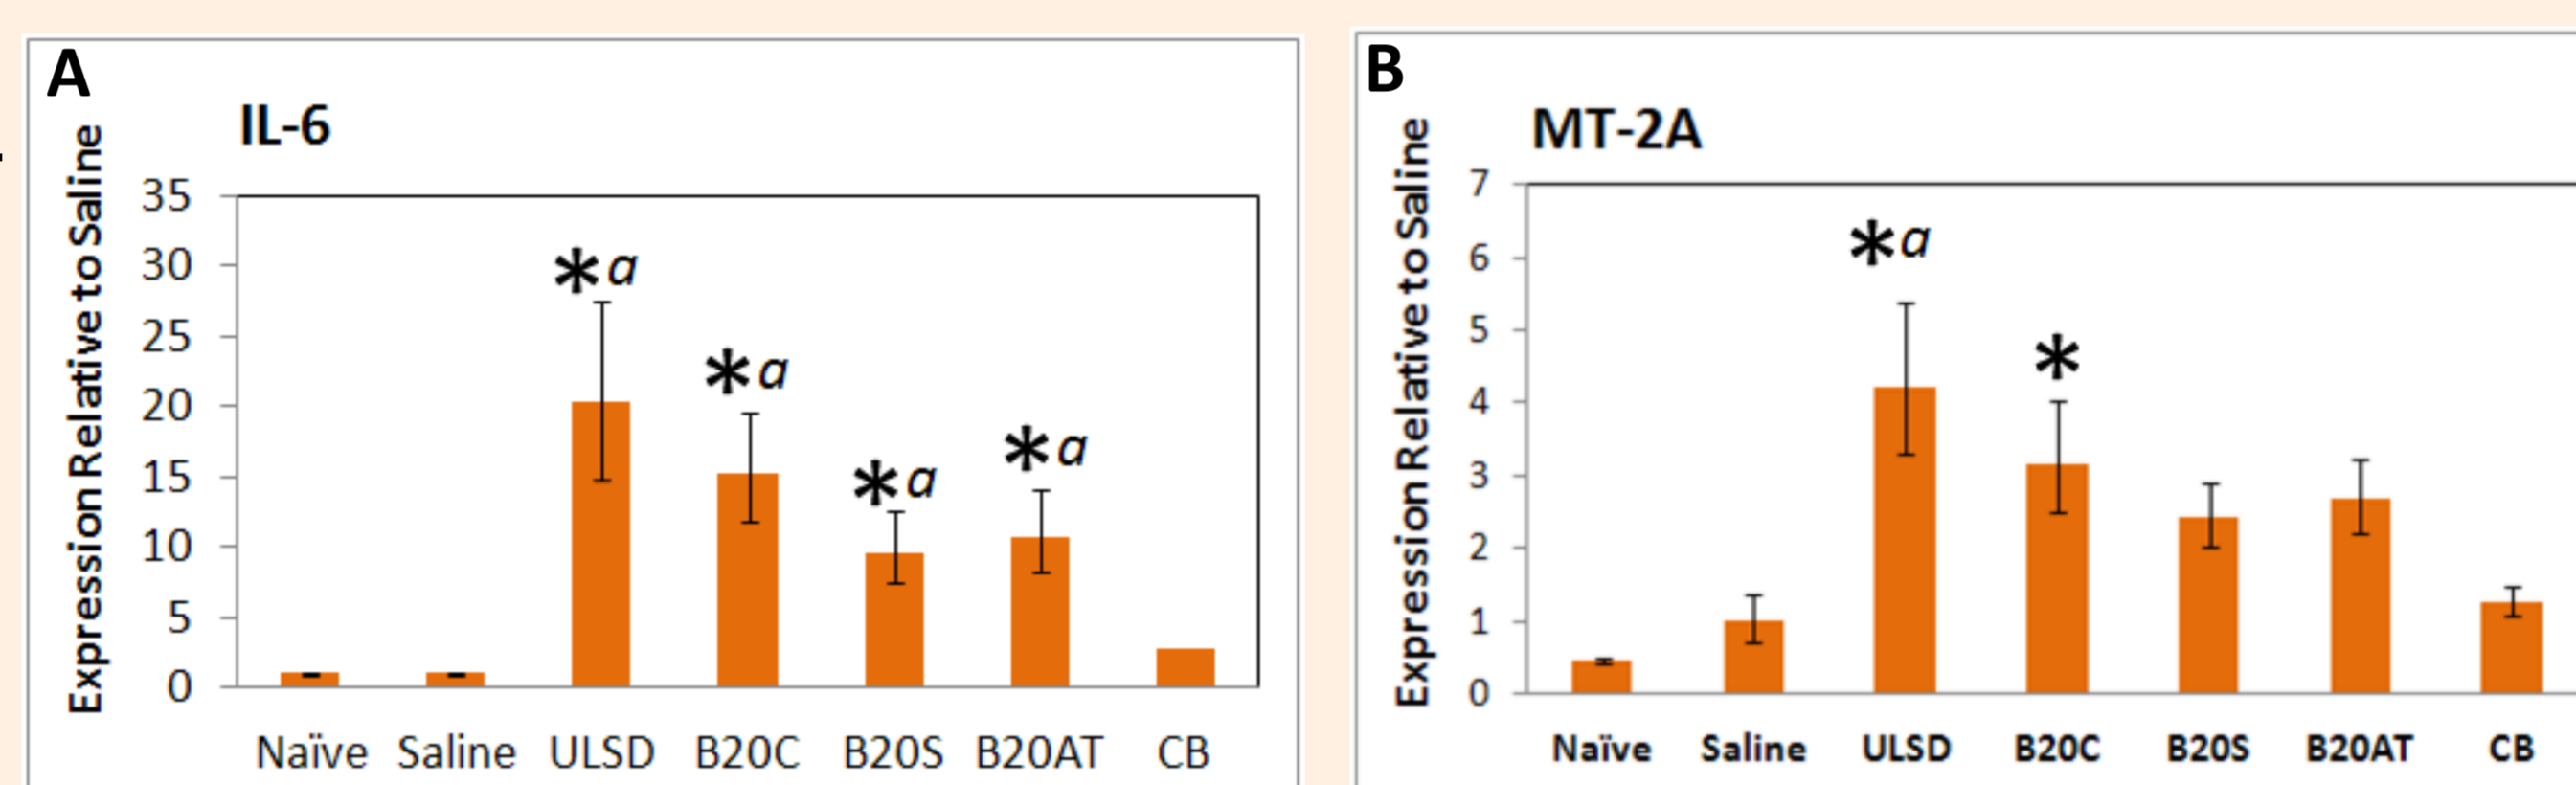 A
IL-6
Expression Relative to Saline
35
30
25
20
15
10
5
0
*a
*a
*a
*a
Naïve Saline ULSD B20C B20S B20AT CB
B
MT-2A
Expression Relative to Saline
7
6
5
4
3
2
1
0
*a
*
Naïve Saline ULSD B20C B20S B20AT CB